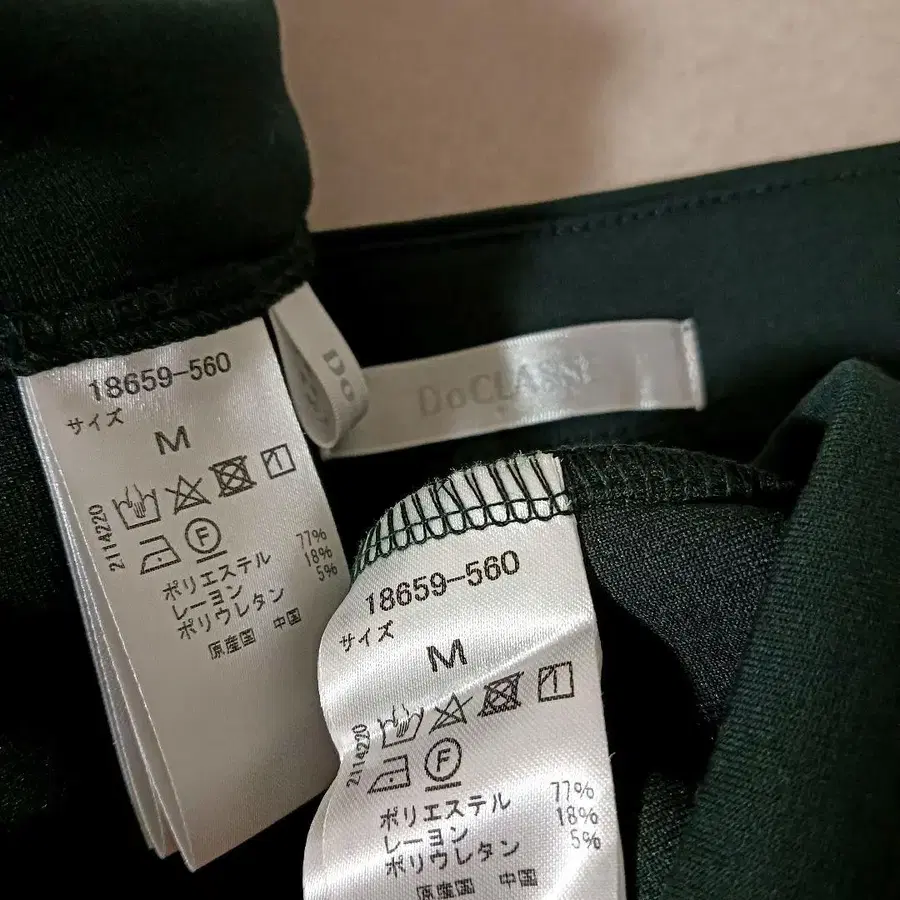 18659-560
サイズ
M
2114220
F
ポリエステル 77%
レーヨン 18%
ポリウレタン 5%
原産国 中国
Do
DoCLASSE
18659-560
サイズ
M
2114220
F
ポリエステル 77%
レーヨン 18%
ポリウレタン 5%
原産国 中国